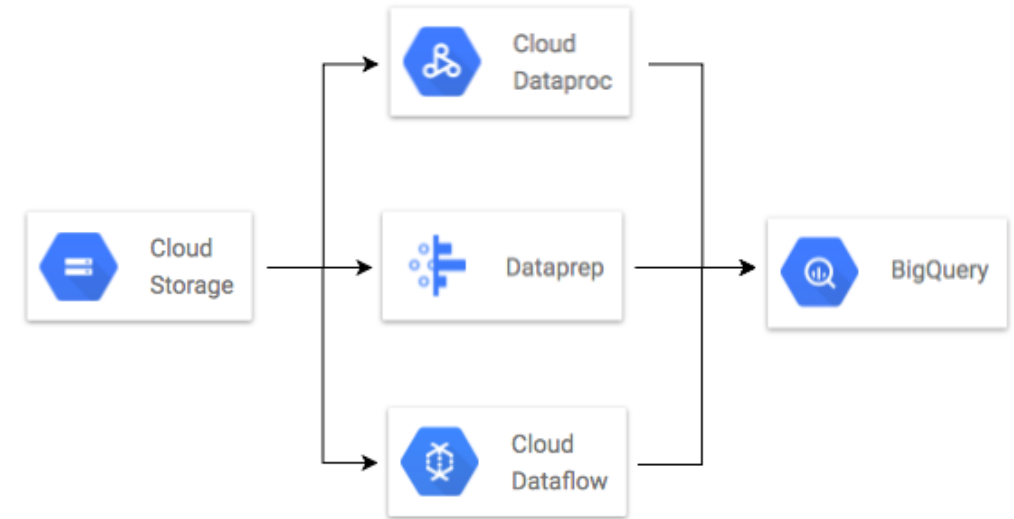 Cloud
Dataproc
Cloud
Storage
Dataprep
BigQuery
Cloud
Dataflow